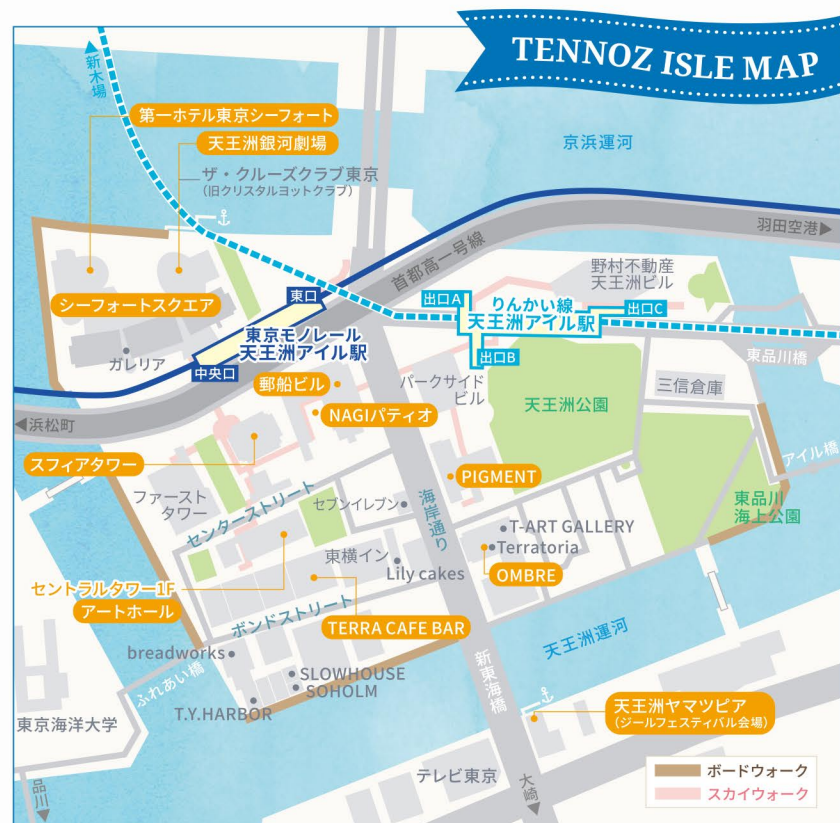 TENNOZ ISLE MAP
新木場
第一ホテル東京シーフォート
天王洲銀河劇場
ザ・クルーズクラブ東京
（旧クリスタルヨットクラブ）
京浜運河
羽田空港
首都高一号線
野村不動産
天王洲ビル
シーフォートスクエア
東口
出口A
りんかい線
天王洲アイル駅
出口C
出口B
東京モノレール
天王洲アイル駅
中央口
ガレリア
東品川橋
郵船ビル
パークサイド
ビル
天王洲公園
三信倉庫
NAGIパティオ
浜松町
スフィアタワー
アイル橋
PIGMENT
ファースト
タワー
センターストリート
セブンイレブン
海岸通り
東品川
海上公園
T-ART GALLERY
Terratoria
東横イン
Lily cakes
OMBRE
セントラルタワー1F
アートホール
ボンドストリート
TERRA CAFE BAR
天王洲運河
breadworks
ふれあい橋
SLOWHOUSE
SOHOLM
T.Y.HARBOR
新東海橋
東京海洋大学
天王洲ヤマツピア
（ジールフェスティバル会場）
テレビ東京
品川
大崎
ボードウォーク
スカイウォーク